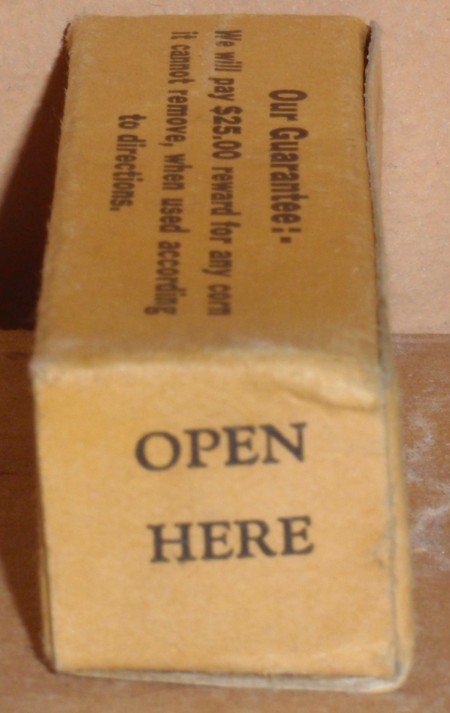 Our Guarantee:-
We will pay $25.00 reward for any corn
it cannot remove, when used according
to directions.
OPEN
HERE